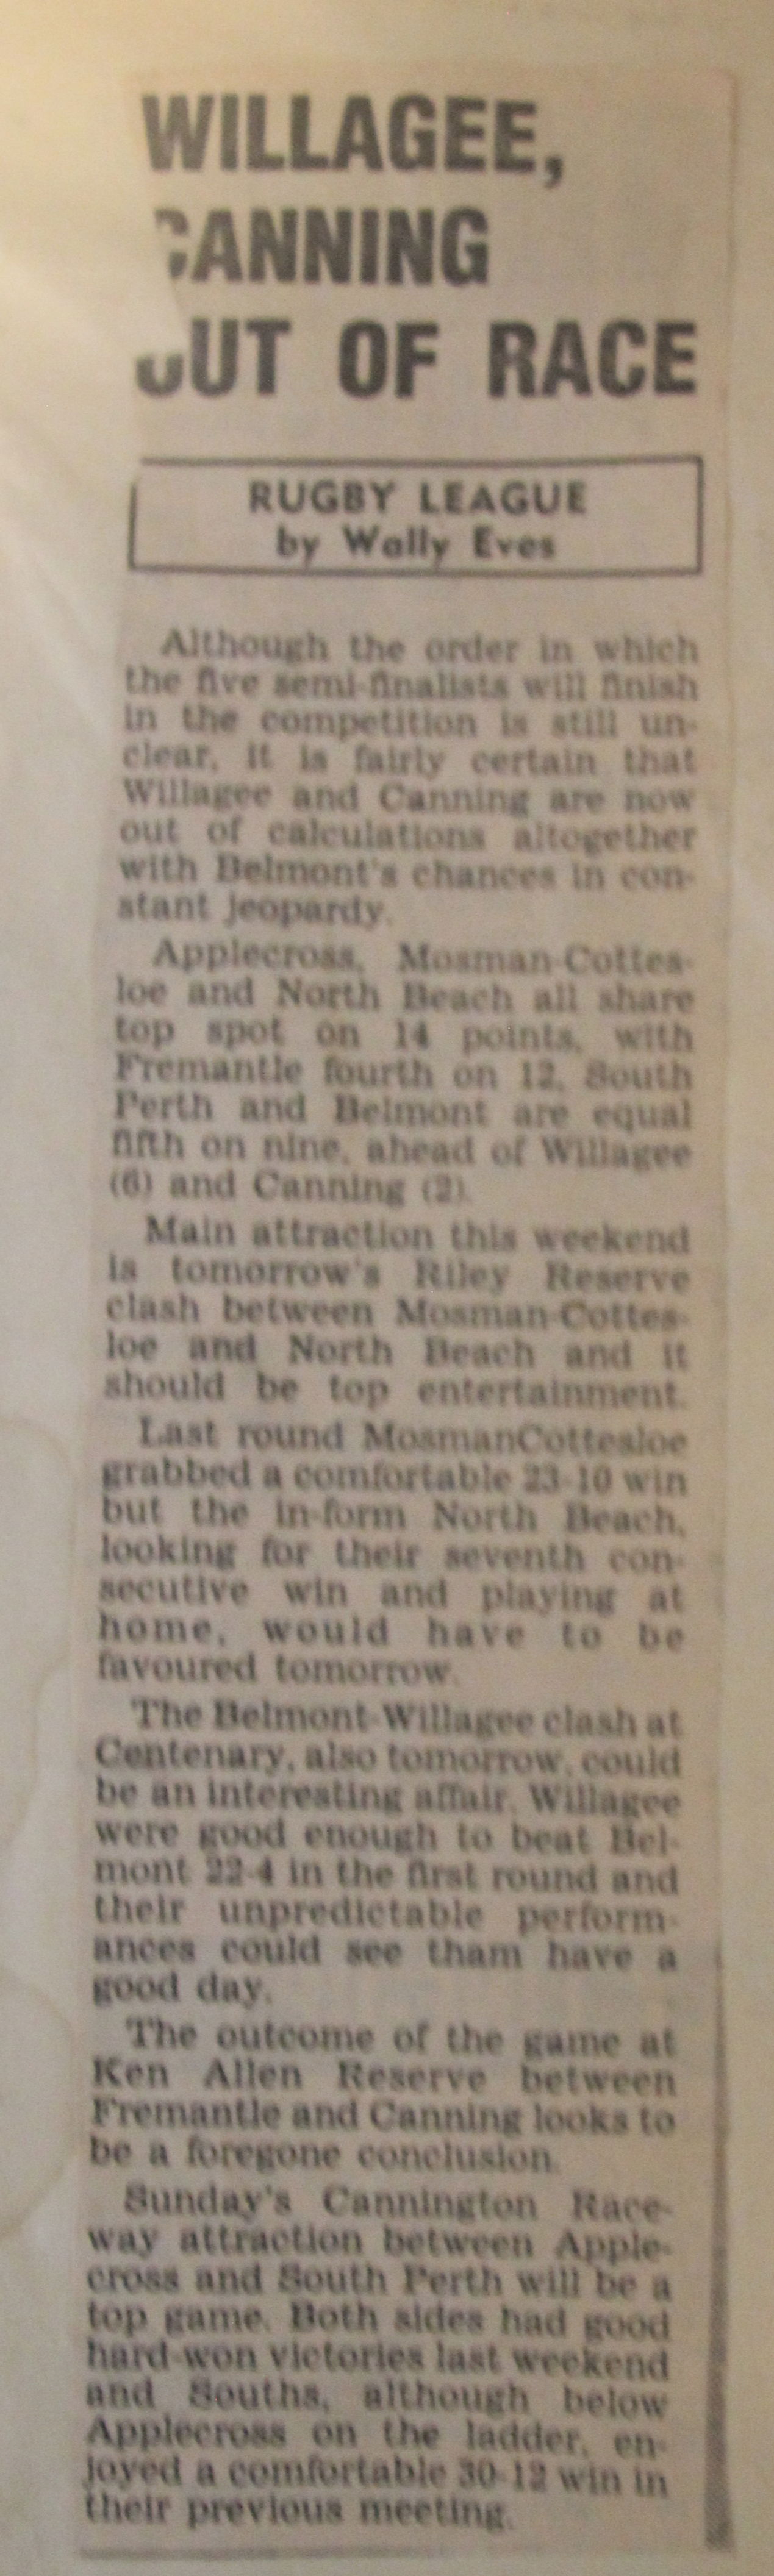 WILLAGEE,
CANNING
OUT OF RACE
RUGBY LEAGUE
by Wally Eves
Although the order in which
the five semi-finalists will finish
in the competition is still un-
clear, it is fairly certain that
Willagee and Canning are now
out of calculations altogether
with Belmont's chances in con-
stant jeopardy.
Applecross, Mosman-Cottes-
loe and North Beach all share
top spot on 14 points, with
Fremantle fourth on 12. South
Perth and Belmont are equal
fifth on nine, ahead of Willagee
(6) and Canning (2).
Main attraction this weekend
is tomorrow's Riley Reserve
clash between Mosman-Cottes-
loe and North Beach and it
should be top entertainment.
Last round MosmanCottesloe
grabbed a comfortable 23-10 win
but the in-form North Beach,
looking for their seventh con-
secutive win and playing at
home, would have to be
favoured tomorrow.
The Belmont-Willagee clash at
Centenary, also tomorrow, could
be an interesting affair. Willagee
were good enough to beat Bel-
mont 22-4 in the first round and
their unpredictable perform-
ances could see tham have a
good day.
The outcome of the game at
Ken Allen Reserve between
Fremantle and Canning looks to
be a foregone conclusion.
Sunday's Cannington Race-
way attraction between Apple-
cross and South Perth will be a
top game. Both sides had good
hard-won victories last weekend
and Souths, although below
Applecross on the ladder, en-
joyed a comfortable 30-12 win in
their previous meeting.